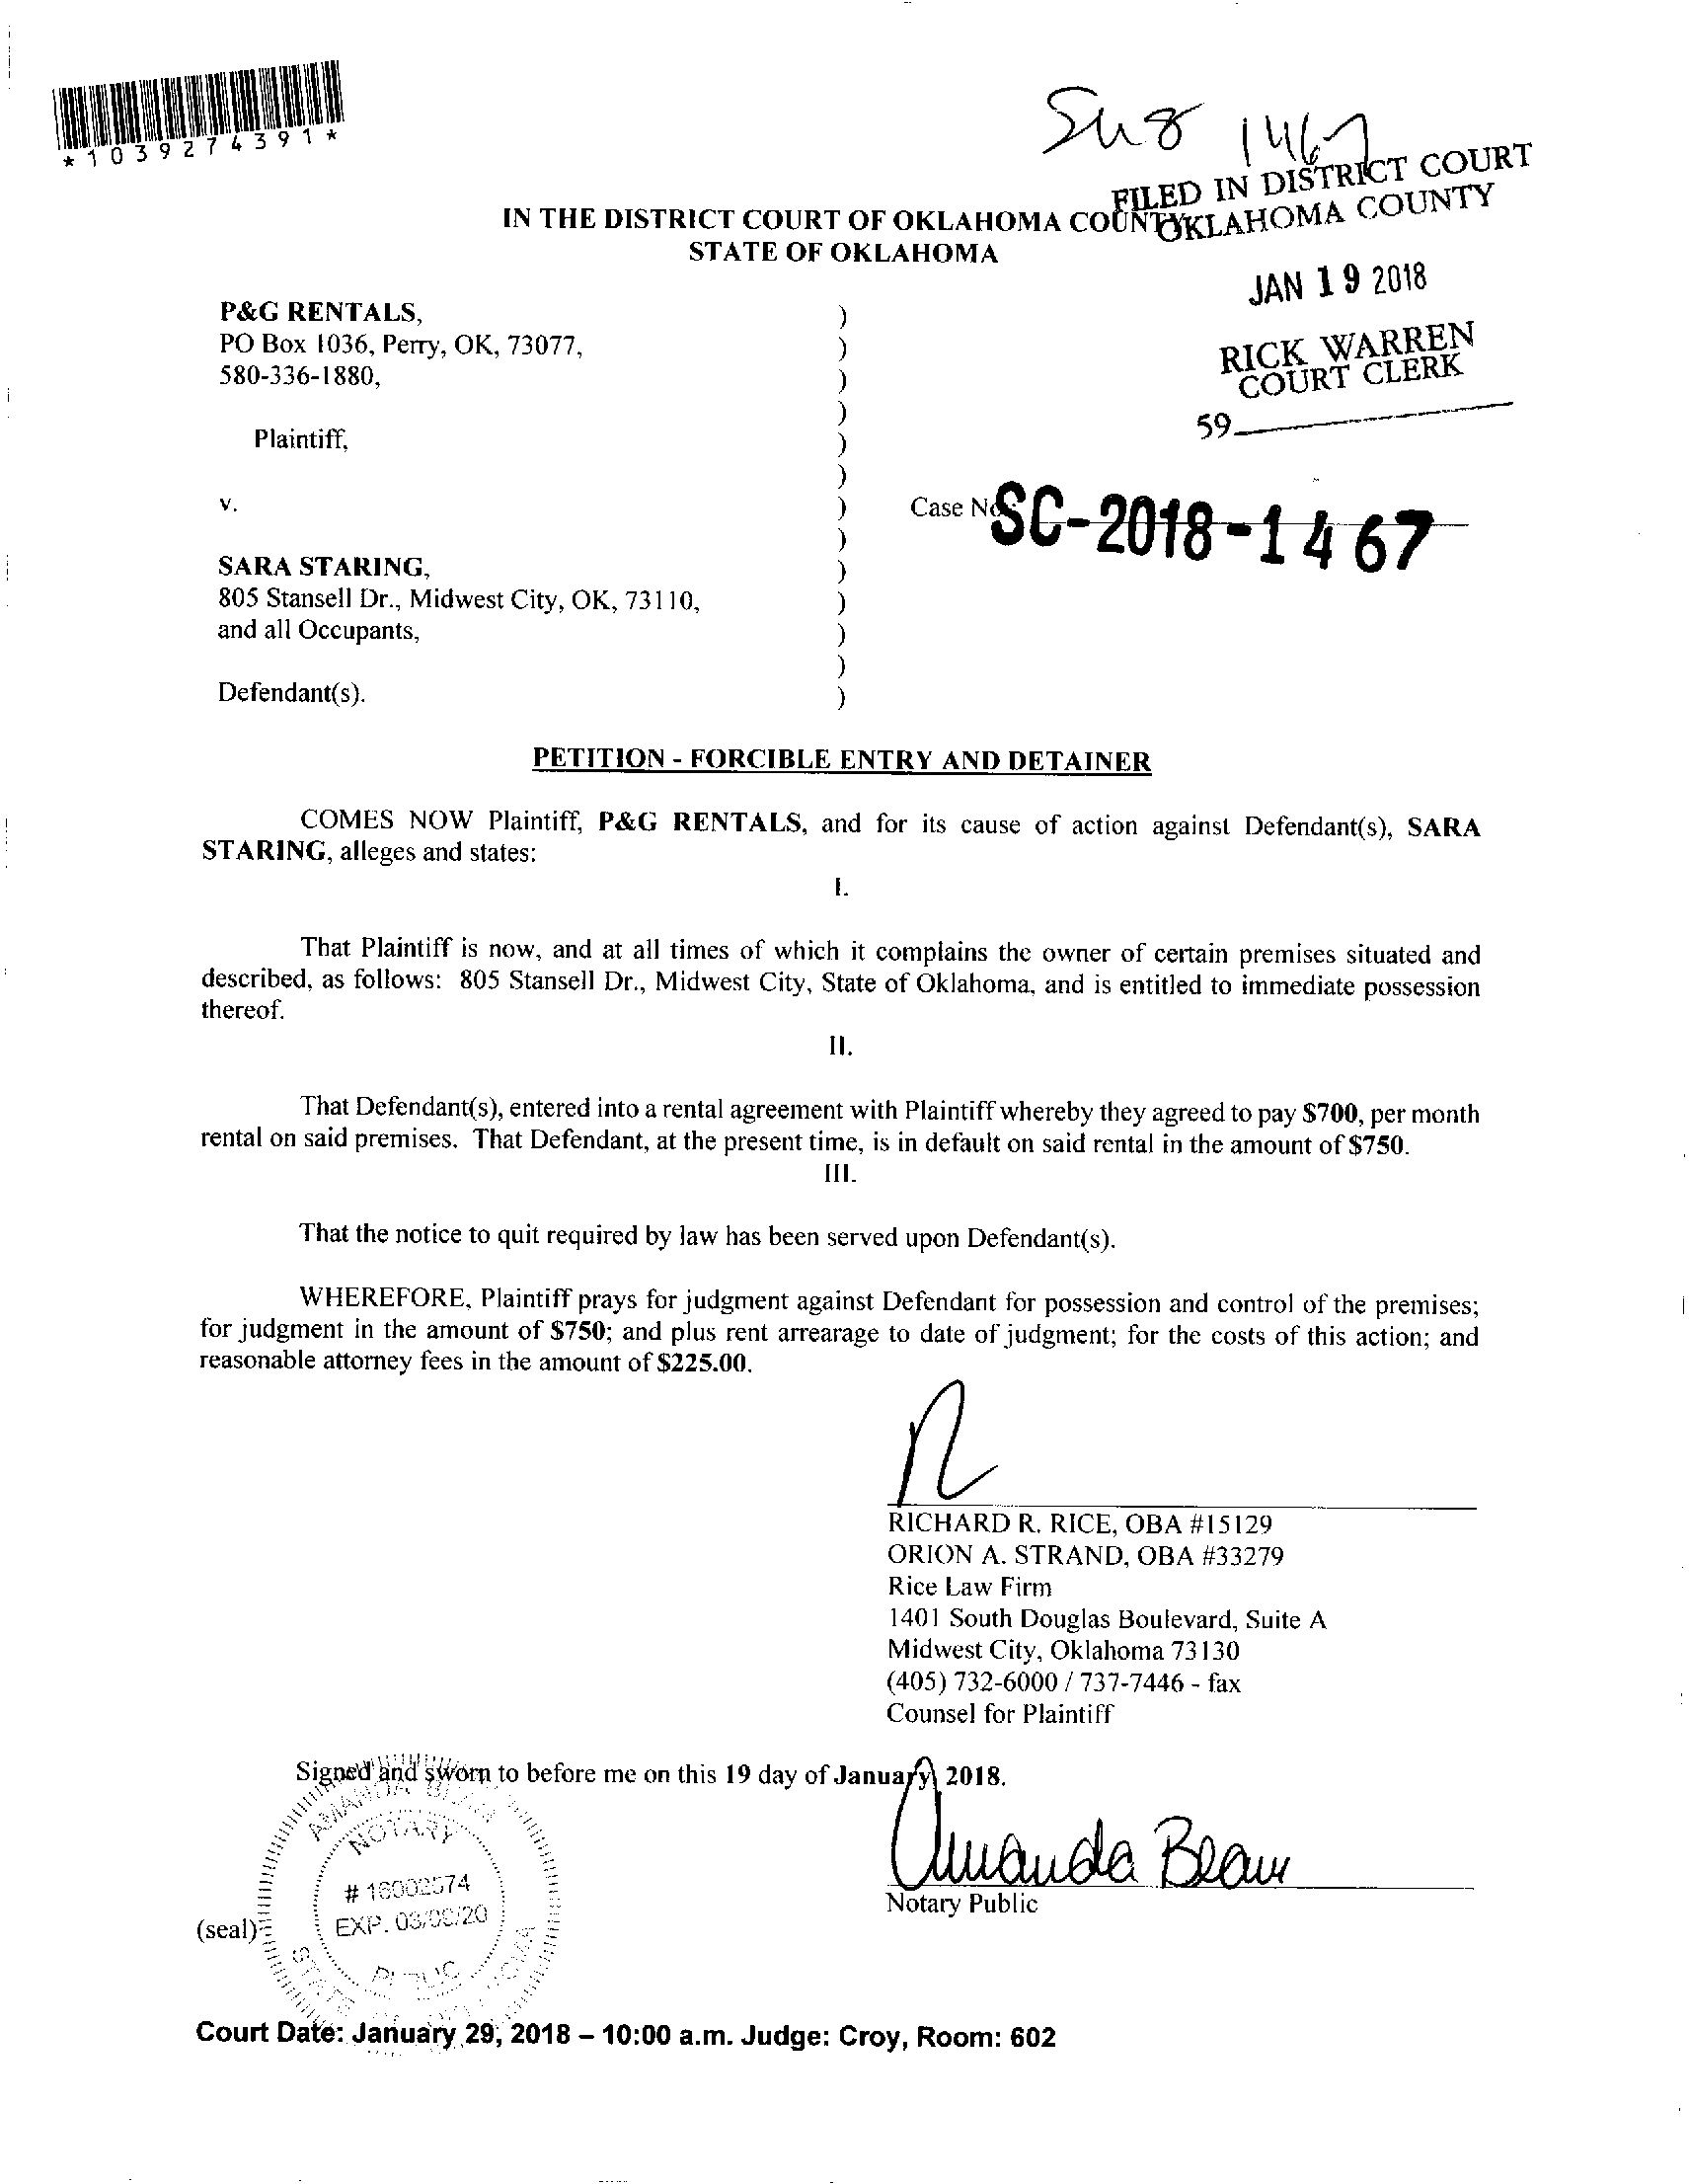 *1039274391*
1467
FILED IN DISTRICT COURT
OKLAHOMA COUNTY
IN THE DISTRICT COURT OF OKLAHOMA COUNTY
STATE OF OKLAHOMA
JAN 19 2018
RICK WARREN
COURT CLERK
59
P&G RENTALS, )
PO Box 1036, Perry, OK, 73077, )
580-336-1880, )
)
Plaintiff, )
)
v. ) Case No. SC-2018-1467
)
SARA STARING, )
805 Stansell Dr., Midwest City, OK, 73110, )
and all Occupants, )
)
Defendant(s). )
PETITION - FORCIBLE ENTRY AND DETAINER
COMES NOW Plaintiff, P&G RENTALS, and for its cause of action against Defendant(s), SARA
STARING, alleges and states:
I.
That Plaintiff is now, and at all times of which it complains the owner of certain premises situated and
described, as follows: 805 Stansell Dr., Midwest City, State of Oklahoma, and is entitled to immediate possession
thereof.
II.
That Defendant(s), entered into a rental agreement with Plaintiff whereby they agreed to pay $700, per month
rental on said premises. That Defendant, at the present time, is in default on said rental in the amount of $750.
III.
That the notice to quit required by law has been served upon Defendant(s).
WHEREFORE, Plaintiff prays for judgment against Defendant for possession and control of the premises;
for judgment in the amount of $750; and plus rent arrearage to date of judgment; for the costs of this action; and
reasonable attorney fees in the amount of $225.00.
RICHARD R. RICE, OBA #15129
ORION A. STRAND, OBA #33279
Rice Law Firm
1401 South Douglas Boulevard, Suite A
Midwest City, Oklahoma 73130
(405) 732-6000 / 737-7446 - fax
Counsel for Plaintiff
Signed and sworn to before me on this 19 day of January 2018.
Amanda Beam
Notary Public
AMANDA
NOTARY
# 16002574
EXP.
(seal)
PUBLIC
STATE
Court Date: January 29, 2018 – 10:00 a.m. Judge: Croy, Room: 602